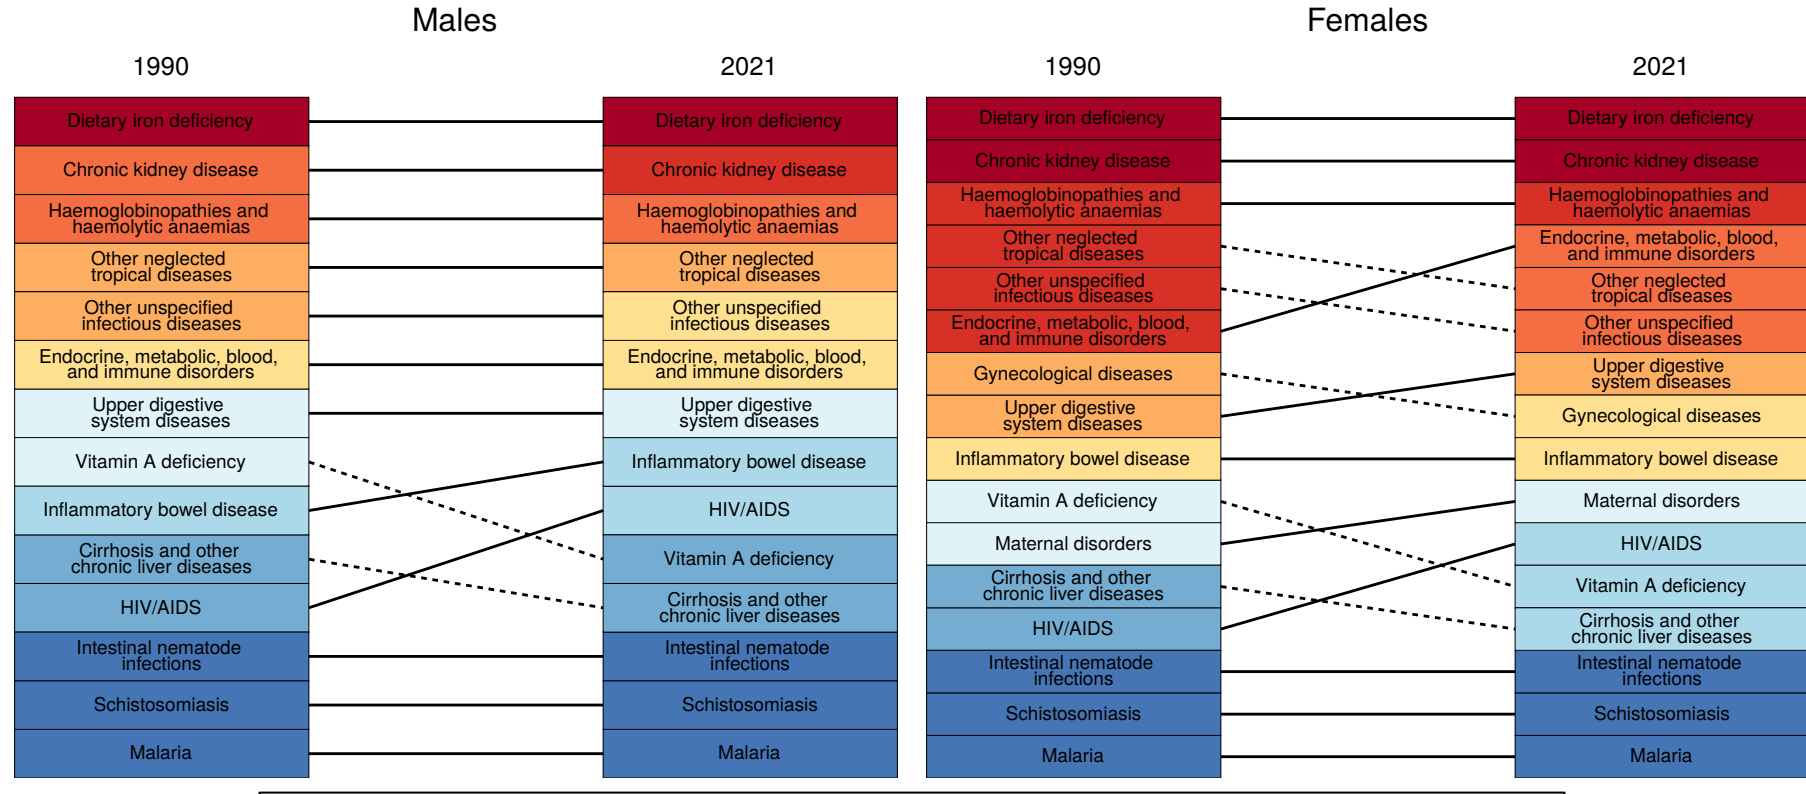 Males
1990
2021
Dietary iron deficiency
Chronic kidney disease
Haemoglobinopathies and
haemolytic anaemias
Other neglected
tropical diseases
Other unspecified
infectious diseases
Endocrine, metabolic, blood,
and immune disorders
Upper digestive
system diseases
Vitamin A deficiency
Inflammatory bowel disease
Cirrhosis and other
chronic liver diseases
HIV/AIDS
Intestinal nematode
infections
Schistosomiasis
Malaria
Dietary iron deficiency
Chronic kidney disease
Haemoglobinopathies and
haemolytic anaemias
Other neglected
tropical diseases
Other unspecified
infectious diseases
Endocrine, metabolic, blood,
and immune disorders
Upper digestive
system diseases
Inflammatory bowel disease
HIV/AIDS
Vitamin A deficiency
Cirrhosis and other
chronic liver diseases
Intestinal nematode
infections
Schistosomiasis
Malaria
Females
1990
2021
Dietary iron deficiency
Chronic kidney disease
Haemoglobinopathies and
haemolytic anaemias
Other neglected
tropical diseases
Other unspecified
infectious diseases
Endocrine, metabolic, blood,
and immune disorders
Gynecological diseases
Upper digestive
system diseases
Inflammatory bowel disease
Vitamin A deficiency
Maternal disorders
Cirrhosis and other
chronic liver diseases
HIV/AIDS
Intestinal nematode
infections
Schistosomiasis
Malaria
Dietary iron deficiency
Chronic kidney disease
Haemoglobinopathies and
haemolytic anaemias
Endocrine, metabolic, blood,
and immune disorders
Other neglected
tropical diseases
Other unspecified
infectious diseases
Upper digestive
system diseases
Gynecological diseases
Inflammatory bowel disease
Maternal disorders
HIV/AIDS
Vitamin A deficiency
Cirrhosis and other
chronic liver diseases
Intestinal nematode
infections
Schistosomiasis
Malaria